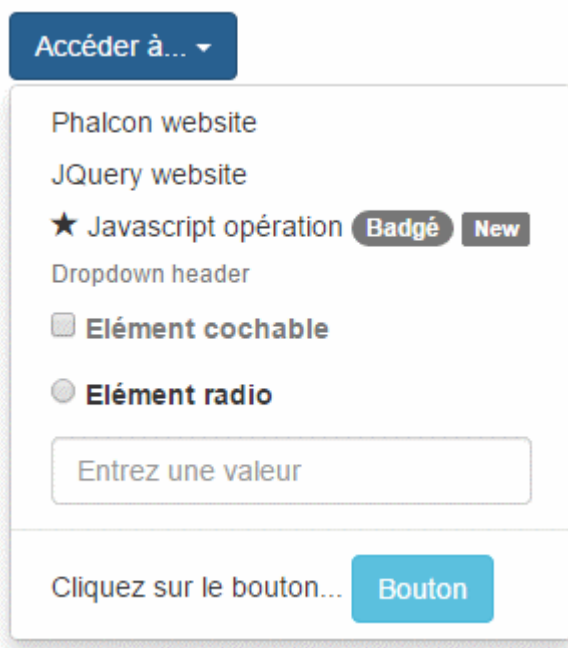 Accéder à...
Phalcon website
JQuery website
Javascript opération Badgé New
Dropdown header
Elément cochable
Elément radio
Entrez une valeur
Cliquez sur le bouton... Bouton